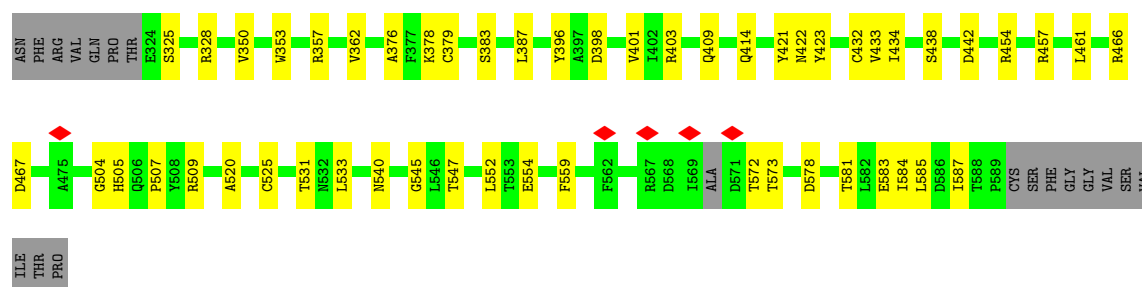 ASN PHE ARG VAL GLN PRO THR E324 S325 R328 V350 W353 R357 V362 A376 F377 K378 C379 S383 L387 Y396 A397 D398 V401 I402 R403 Q409 Q414 Y421 N422 Y423 C432 V433 I434 S438 D442 R454 R457 L461 R466
D467 A475 G504 H505 Q506 P507 Y508 R509 A520 C525 T531 N532 L533 N540 G545 L546 T547 L552 T553 E554 F559 F562 R567 D568 I569 ALA D571 T572 T573 D578 T581 L582 E583 I584 L585 D586 I587 T588 P589 CYS SER PHE GLY GLY VAL SER
ILE THR PRO